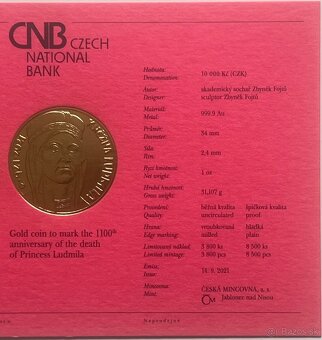 CNB CZECH
NATIONAL
BANK
Gold coin to mark the 1100th
anniversary of the death
of Princess Ludmila
Hodnota: 10 000 Kč (CZK)
Denomination:
Autor: akademický sochař Zbyněk Fojtů
Designer: sculptor Zbyněk Fojtů
Materiál: 999.9 Au
Metal:
Průměr: 34 mm
Diameter:
Síla: 2,4 mm
Rim:
Ryzí hmotnost: 1 oz
Net weight:
Hrubá hmotnost: 31,107 g
Gross weight:
Provedení: běžná kvalita špičková kvalita
Quality: uncirculated proof
Hrana: vroubkovaná hladká
Edge marking: milled plain
Limitovaný náklad: 3 800 ks 8 500 ks
Limited mintage: 3 800 pcs 8 500 pcs
Emise: 14. 9. 2021
Issue:
Mincovna: ČESKÁ MINCOVNA, a. s.
Mint: Jablonec nad Nisou
Neprodejné
bazos.sk